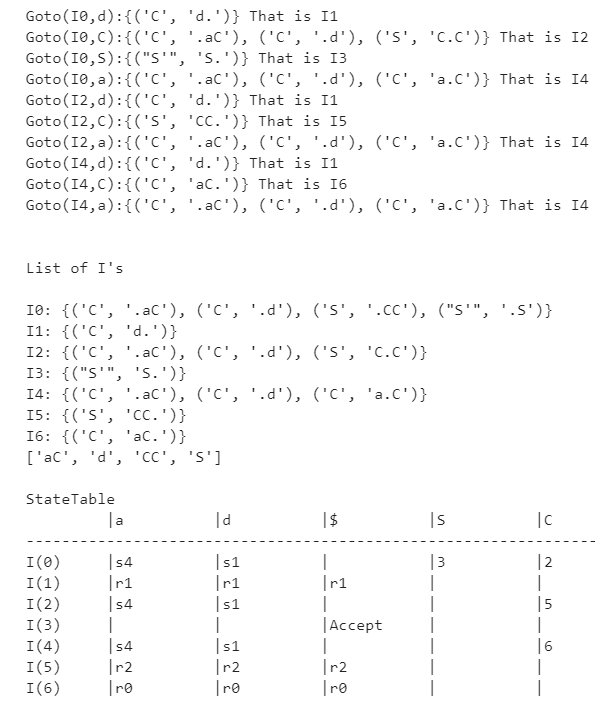 Goto(I0,d):{('C', 'd.')} That is I1
Goto(I0,C):{('C', '.aC'), ('C', '.d'), ('S', 'C.C')} That is I2
Goto(I0,S):{("S'", 'S.')} That is I3
Goto(I0,a):{('C', '.aC'), ('C', '.d'), ('C', 'a.C')} That is I4
Goto(I2,d):{('C', 'd.')} That is I1
Goto(I2,C):{('S', 'CC.')} That is I5
Goto(I2,a):{('C', '.aC'), ('C', '.d'), ('C', 'a.C')} That is I4
Goto(I4,d):{('C', 'd.')} That is I1
Goto(I4,C):{('C', 'aC.')} That is I6
Goto(I4,a):{('C', '.aC'), ('C', '.d'), ('C', 'a.C')} That is I4
List of I's
I0: {('C', '.aC'), ('C', '.d'), ('S', '.CC'), ("S'", '.S')}
I1: {('C', 'd.')}
I2: {('C', '.aC'), ('C', '.d'), ('S', 'C.C')}
I3: {("S'", 'S.')}
I4: {('C', '.aC'), ('C', '.d'), ('C', 'a.C')}
I5: {('S', 'CC.')}
I6: {('C', 'aC.')}
['aC', 'd', 'CC', 'S']
StateTable
|a |d |$ |S |C
----------------------------------------------------------------
I(0) |s4 |s1 | |3 |2
I(1) |r1 |r1 |r1 | |
I(2) |s4 |s1 | | |5
I(3) | | |Accept | |
I(4) |s4 |s1 | | |6
I(5) |r2 |r2 |r2 | |
I(6) |r0 |r0 |r0 | |